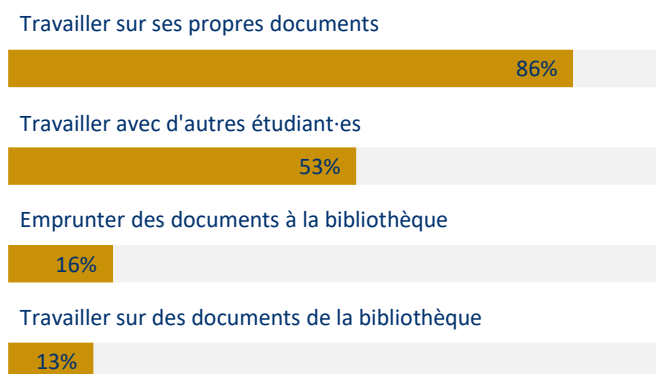 Travailler sur ses propres documents
86%
Travailler avec d'autres étudiant·es
53%
Emprunter des documents à la bibliothèque
16%
Travailler sur des documents de la bibliothèque
13%